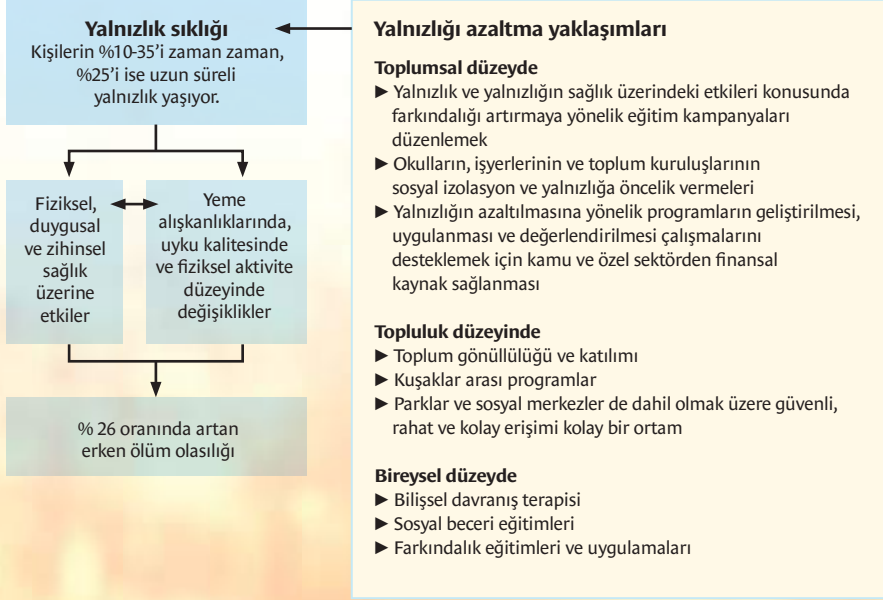 Yalnızlık sıklığı
Kişilerin %10-35’i zaman zaman,
%25’i ise uzun süreli
yalnızlık yaşıyor.
Fiziksel,
duygusal
ve zihinsel
sağlık
üzerine
etkiler
Yeme
alışkanlıklarında,
uyku kalitesinde
ve fiziksel aktivite
düzeyinde
değişiklikler
% 26 oranında artan
erken ölüm olasılığı
Yalnızlığı azaltma yaklaşımları
Toplumsal düzeyde
► Yalnızlık ve yalnızlığın sağlık üzerindeki etkileri konusunda
farkındalığı artırmaya yönelik eğitim kampanyaları
düzenlemek
► Okulların, işyerlerinin ve toplum kuruluşlarının
sosyal izolasyon ve yalnızlığa öncelik vermeleri
► Yalnızlığın azaltılmasına yönelik programların geliştirilmesi,
uygulanması ve değerlendirilmesi çalışmalarını
desteklemek için kamu ve özel sektörden finansal
kaynak sağlanması
Topluluk düzeyinde
► Toplum gönüllülüğü ve katılımı
► Kuşaklar arası programlar
► Parklar ve sosyal merkezler de dahil olmak üzere güvenli,
rahat ve kolay erişimi kolay bir ortam
Bireysel düzeyde
► Bilişsel davranış terapisi
► Sosyal beceri eğitimleri
► Farkındalık eğitimleri ve uygulamaları